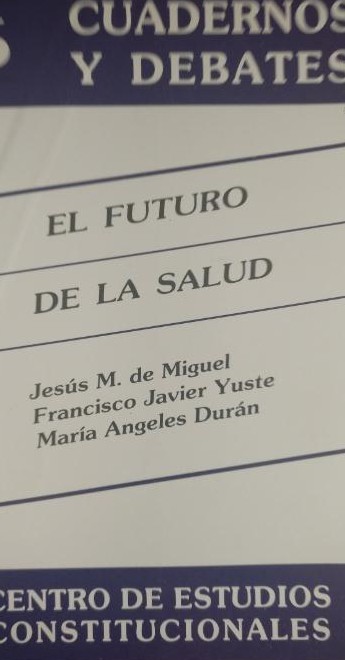 CUADERNOS
Y DEBATES
EL FUTURO
DE LA SALUD
Jesús M. de Miguel
Francisco Javier Yuste
María Angeles Durán
CENTRO DE ESTUDIOS
CONSTITUCIONALES